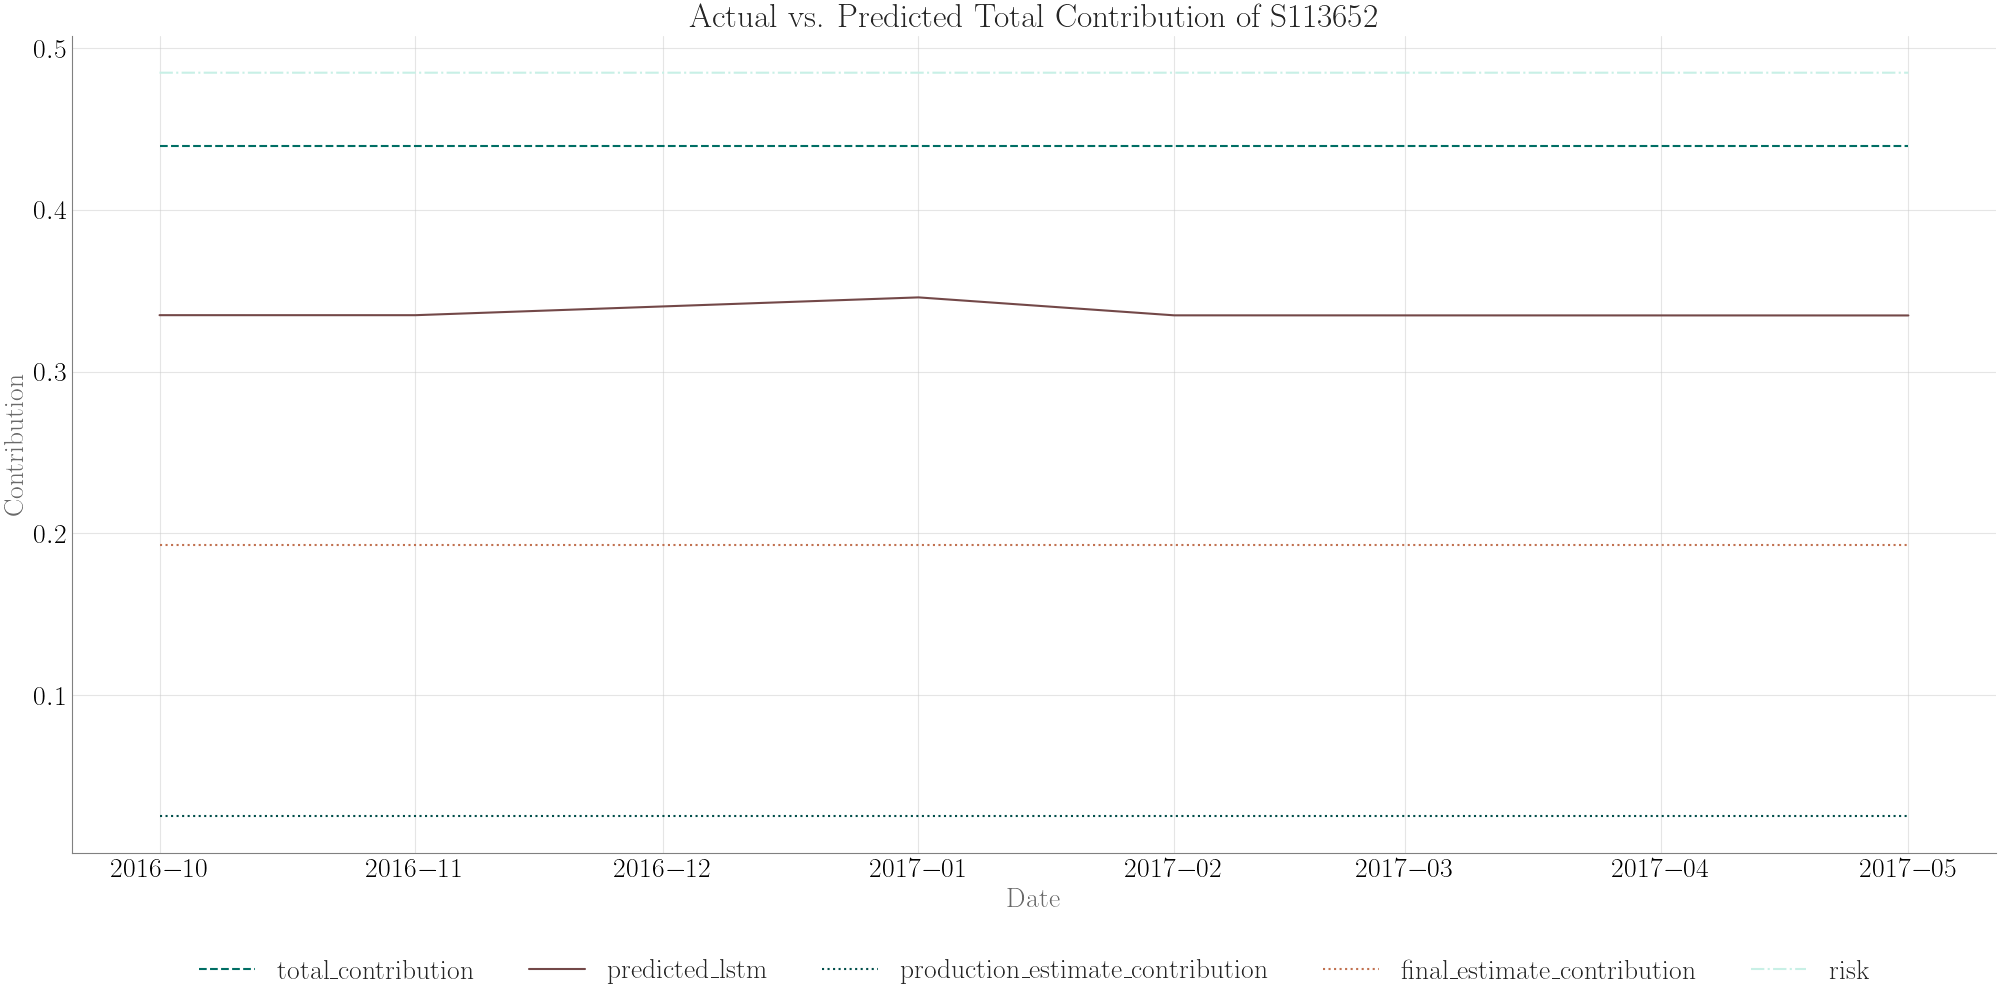 Actual vs. Predicted Total Contribution of S113652
0.5
0.4
0.3
0.2
0.1
Contribution
2016–10 2016–11 2016–12 2017–01 2017–02 2017–03 2017–04 2017–05
Date
total_contribution predicted_lstm production_estimate_contribution final_estimate_contribution risk